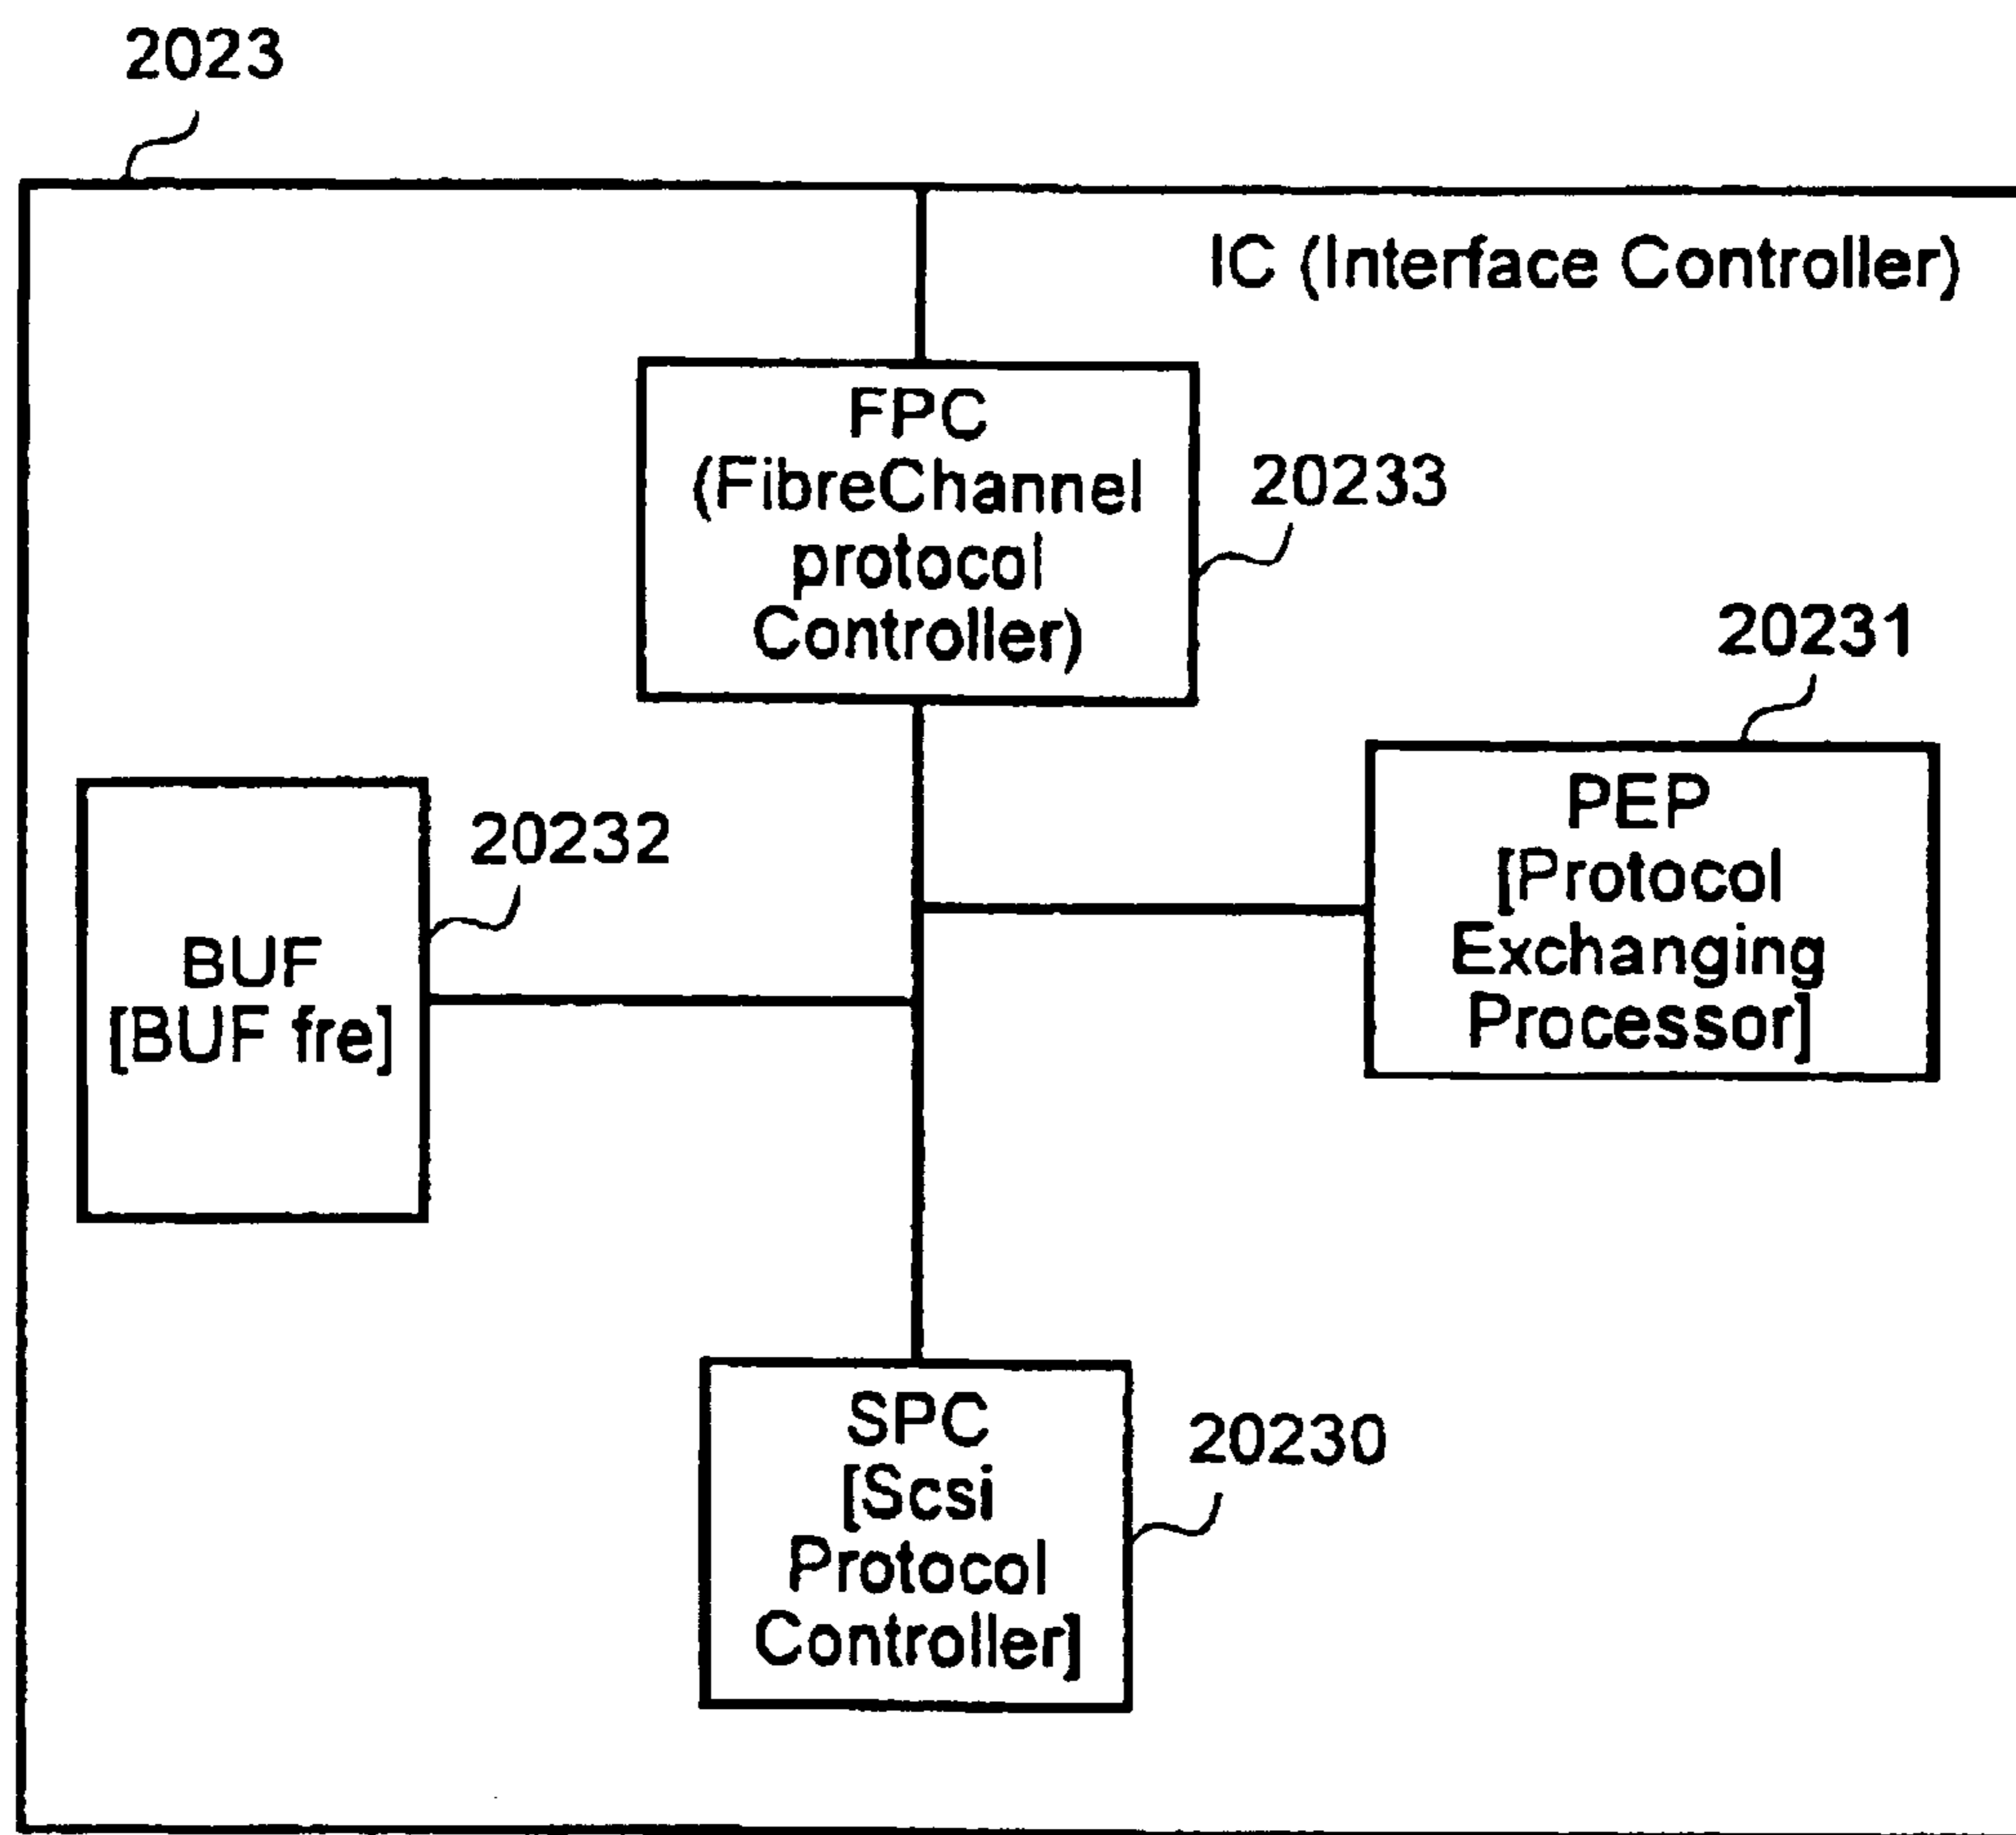 2023
IC (Interface Controller)
FPC
(FibreChannel
protocol
Controller)
20233
20231
PEP
[Protocol
Exchanging
Processor]
20232
BUF
[BUF fre]
SPC
[Scsi
Protocol
Controller]
20230